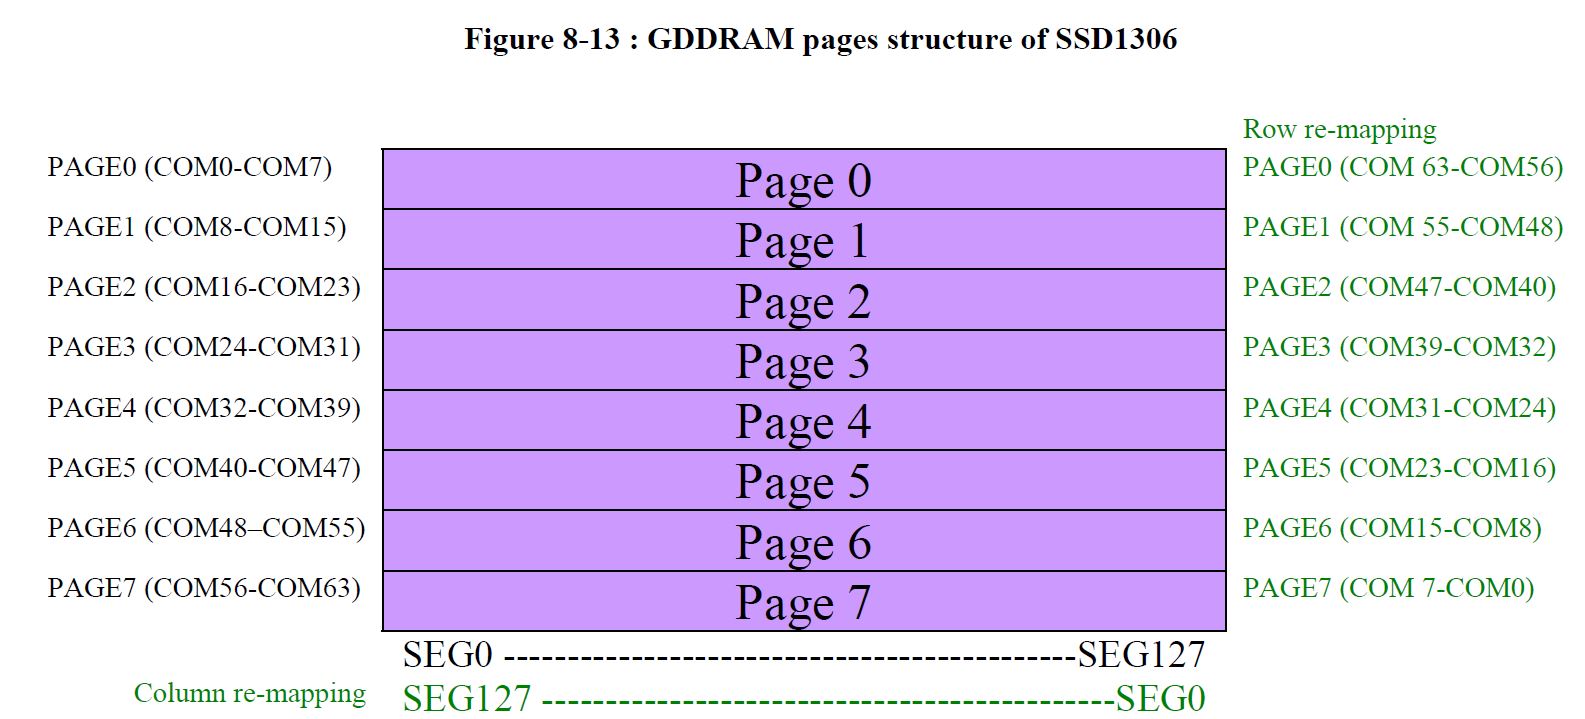 Figure 8-13 : GDDRAM pages structure of SSD1306
Row re-mapping
PAGE0 (COM0-COM7) Page 0 PAGE0 (COM 63-COM56)
PAGE1 (COM8-COM15) Page 1 PAGE1 (COM 55-COM48)
PAGE2 (COM16-COM23) Page 2 PAGE2 (COM47-COM40)
PAGE3 (COM24-COM31) Page 3 PAGE3 (COM39-COM32)
PAGE4 (COM32-COM39) Page 4 PAGE4 (COM31-COM24)
PAGE5 (COM40-COM47) Page 5 PAGE5 (COM23-COM16)
PAGE6 (COM48–COM55) Page 6 PAGE6 (COM15-COM8)
PAGE7 (COM56-COM63) Page 7 PAGE7 (COM 7-COM0)
SEG0 ---------------------------------------------SEG127
Column re-mapping SEG127 ---------------------------------------------SEG0